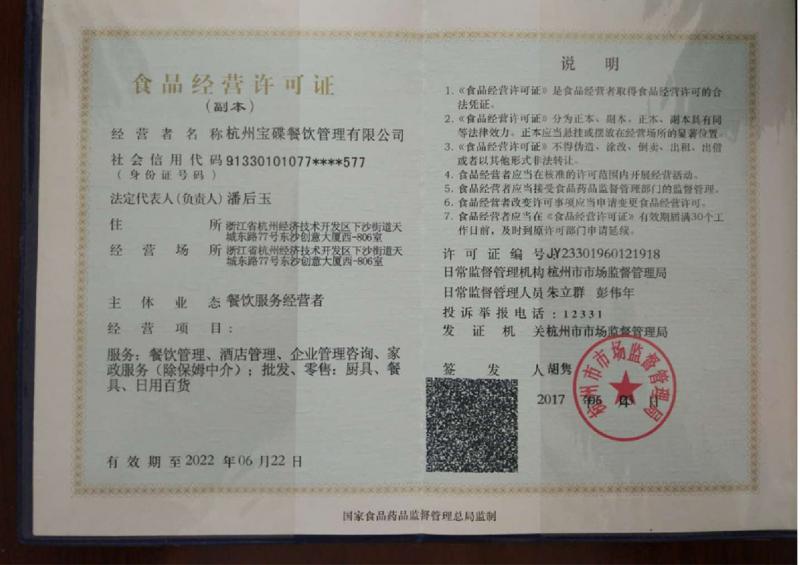 食品经营许可证
(副本)
经营者名称杭州宝碟餐饮管理有限公司
社会信用代码91330101077****577
(身份证号码)
法定代表人(负责人)潘后玉
住所浙江省杭州经济技术开发区下沙街道天
城东路77号东沙创意大厦西-806室
经营场所浙江省杭州经济技术开发区下沙街道天
城东路77号东沙创意大厦西-806室
主体业态餐饮服务经营者
经营项目:
服务:餐饮管理、酒店管理、企业管理咨询、家
政服务(除保姆中介);批发、零售:厨具、餐
具、日用百货
有效期至2022年06月22日
说明
1.《食品经营许可证》是食品经营者取得食品经营许可的合
法凭证。
2.《食品经营许可证》分为正本、副本。正本、副本具有同
等法律效力。正本应当悬挂或摆放在经营场所的显著位置。
3.《食品经营许可证》不得伪造、涂改、倒卖、出租、出借
或者以其他形式非法转让。
4.食品经营者应当在核准的许可范围内开展经营活动。
5.食品经营者应当接受食品药品监督管理部门的监督管理。
6.食品经营者改变许可事项应当申请变更食品经营许可。
7.食品经营者应当在《食品经营许可证》有效期届满30个工
作日前,及时到原许可部门申请延续。
许可证编号JY23301960121918
日常监督管理机构杭州市市场监督管理局
日常监督管理人员朱立群 彭伟年
投诉举报电话:12331
发证机关杭州市市场监督管理局
签发人胡隽
2017年06月日
杭州市市场监督管理局
国家食品药品监督管理总局监制